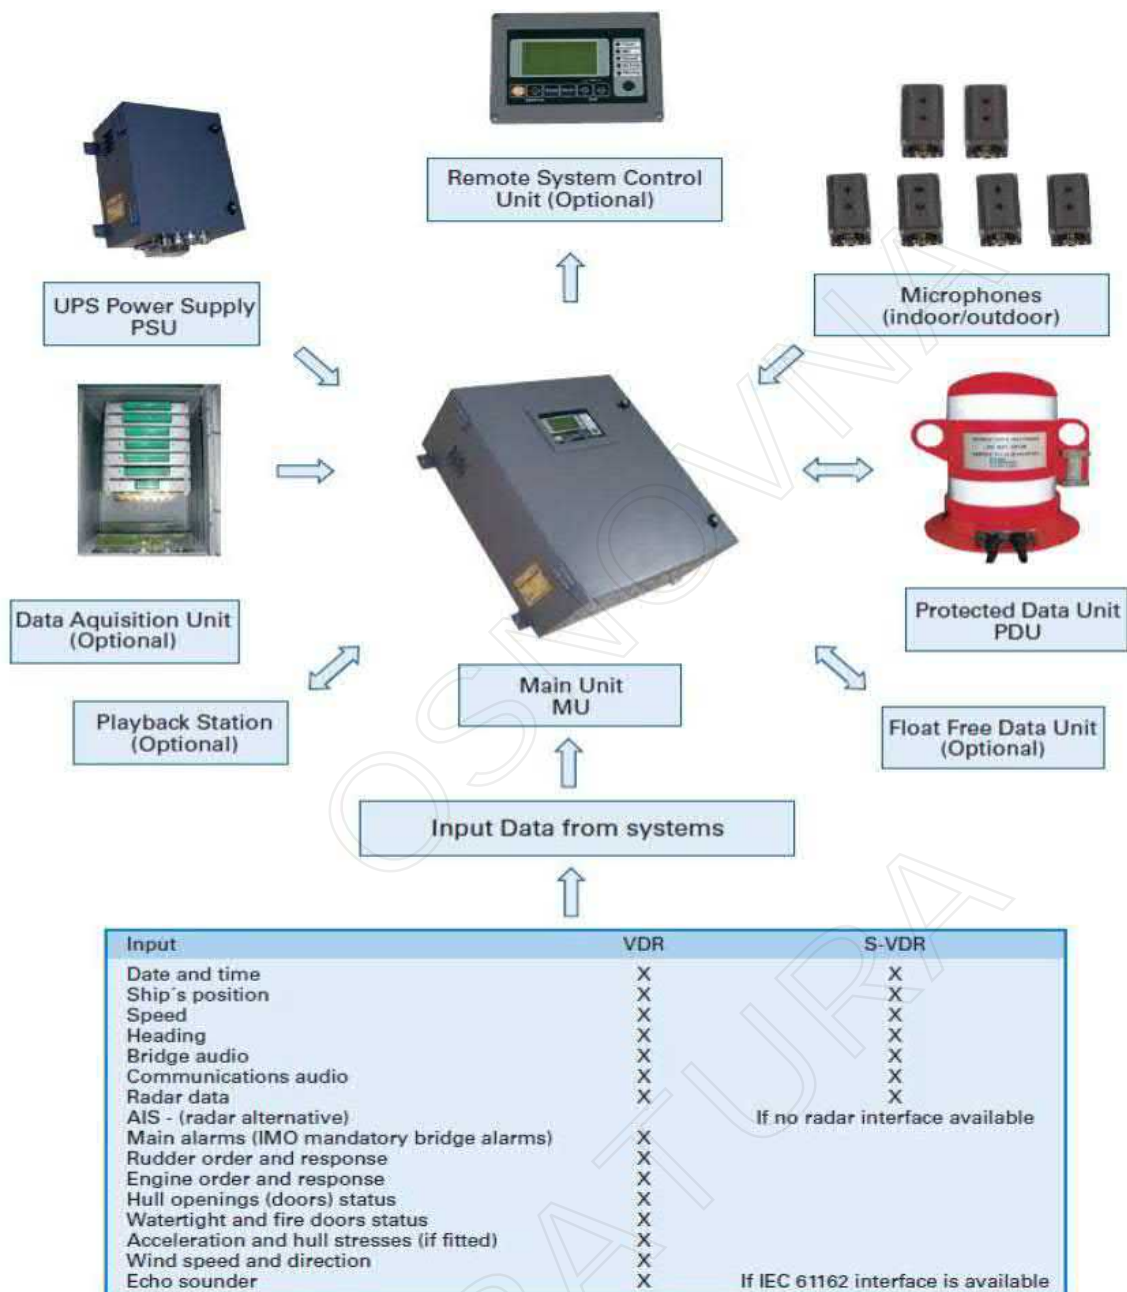 Remote System Control
Unit (Optional)
UPS Power Supply
PSU
Microphones
(indoor/outdoor)
Data Aquisition Unit
(Optional)
Protected Data Unit
PDU
Main Unit
MU
Playback Station
(Optional)
Float Free Data Unit
(Optional)
Input Data from systems
Input VDR S-VDR
Date and time X X
Ship´s position X X
Speed X X
Heading X X
Bridge audio X X
Communications audio X X
Radar data X X
AIS - (radar alternative) If no radar interface available
Main alarms (IMO mandatory bridge alarms) X
Rudder order and response X
Engine order and response X
Hull openings (doors) status X
Watertight and fire doors status X
Acceleration and hull stresses (if fitted) X
Wind speed and direction X
Echo sounder X If IEC 61162 interface is available
OSNOVNA